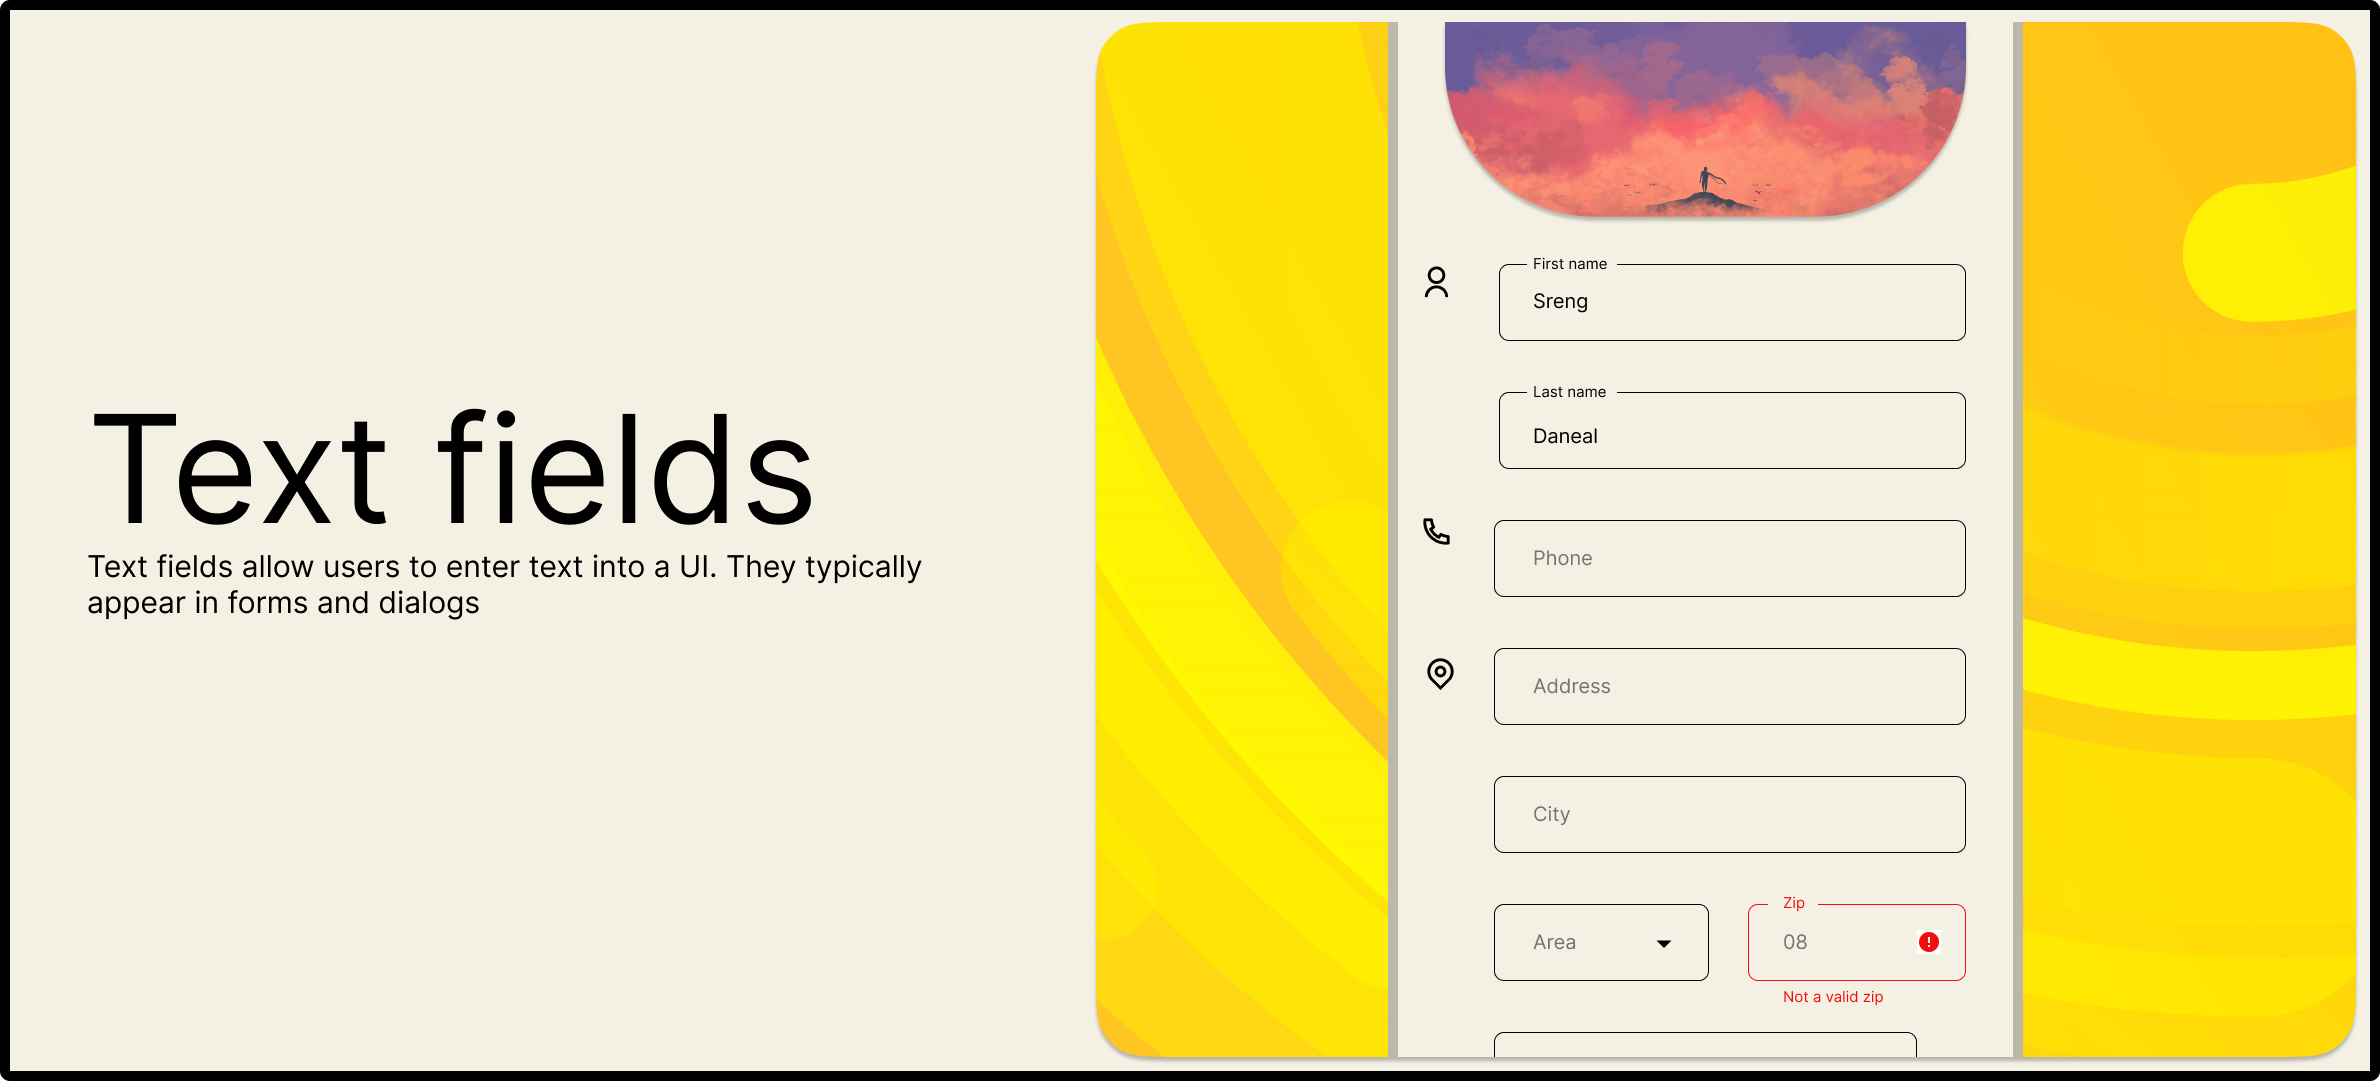 Text fields
Text fields allow users to enter text into a UI. They typically
appear in forms and dialogs
First name
Sreng
Last name
Daneal
Phone
Address
City
Area
Zip
08
Not a valid zip